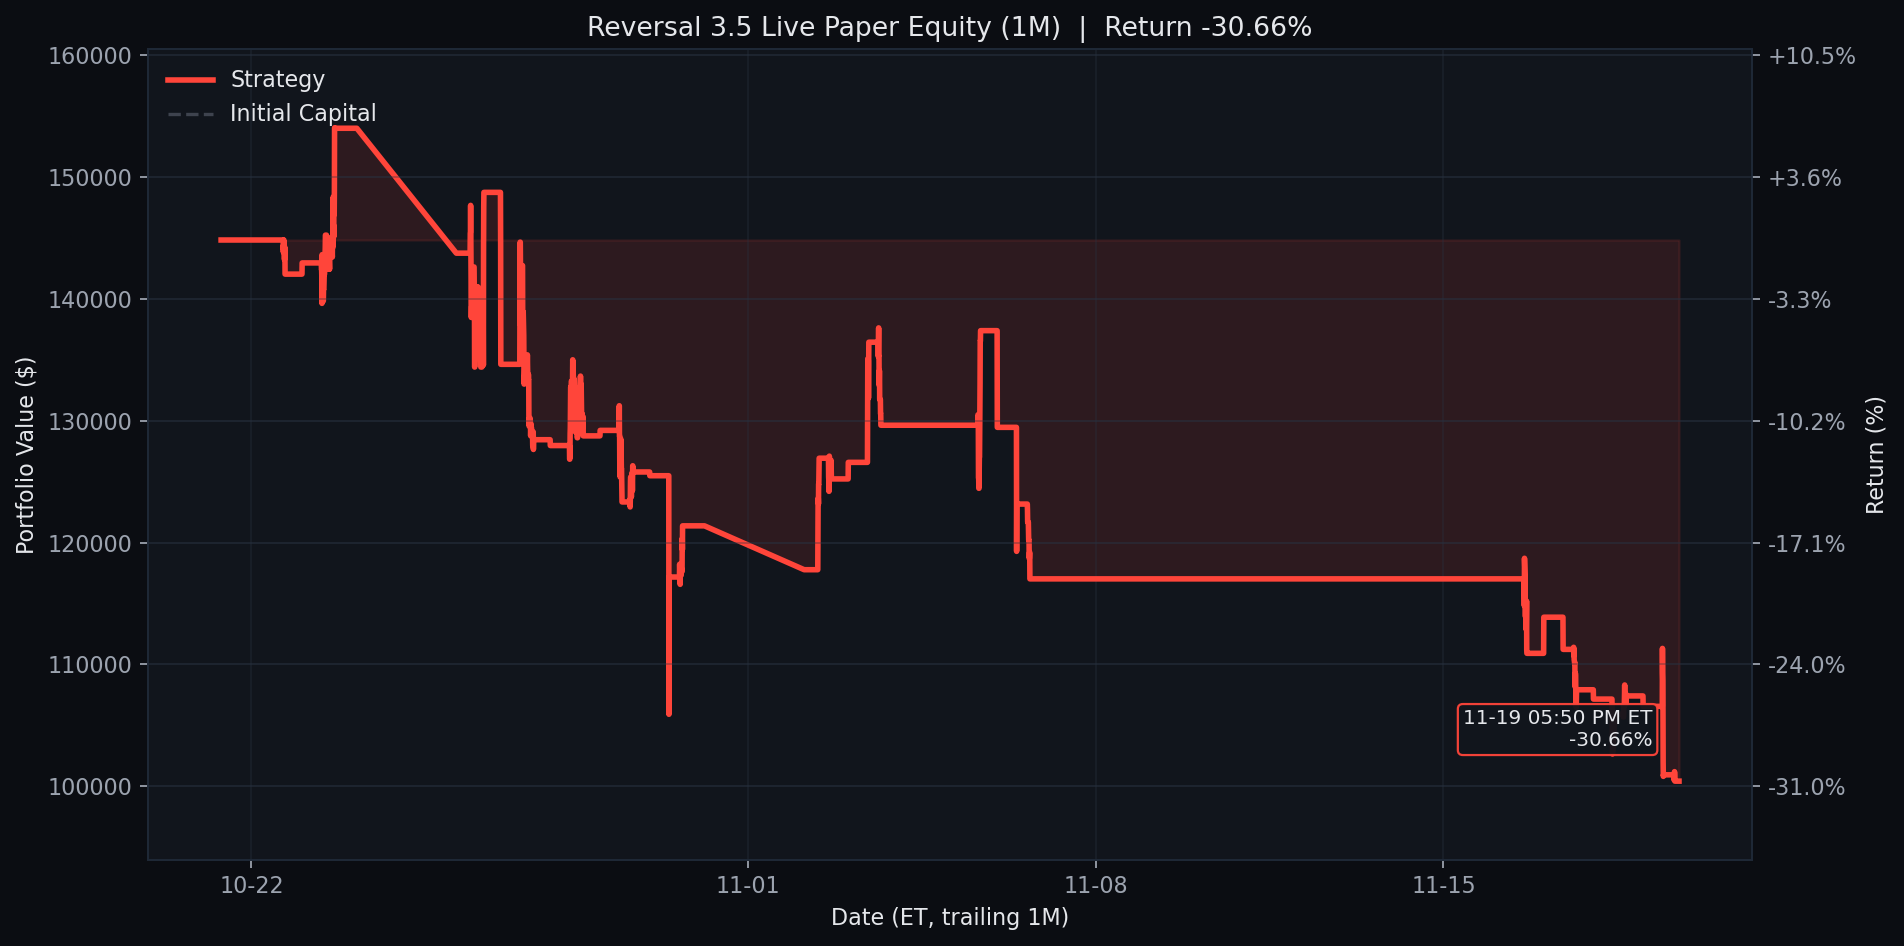 Reversal 3.5 Live Paper Equity (1M) | Return -30.66%
Strategy
Initial Capital
160000
150000
140000
130000
120000
110000
100000
Portfolio Value ($)
+10.5%
+3.6%
-3.3%
-10.2%
-17.1%
-24.0%
-31.0%
Return (%)
11-19 05:50 PM ET
-30.66%
10-22
11-01
11-08
11-15
Date (ET, trailing 1M)